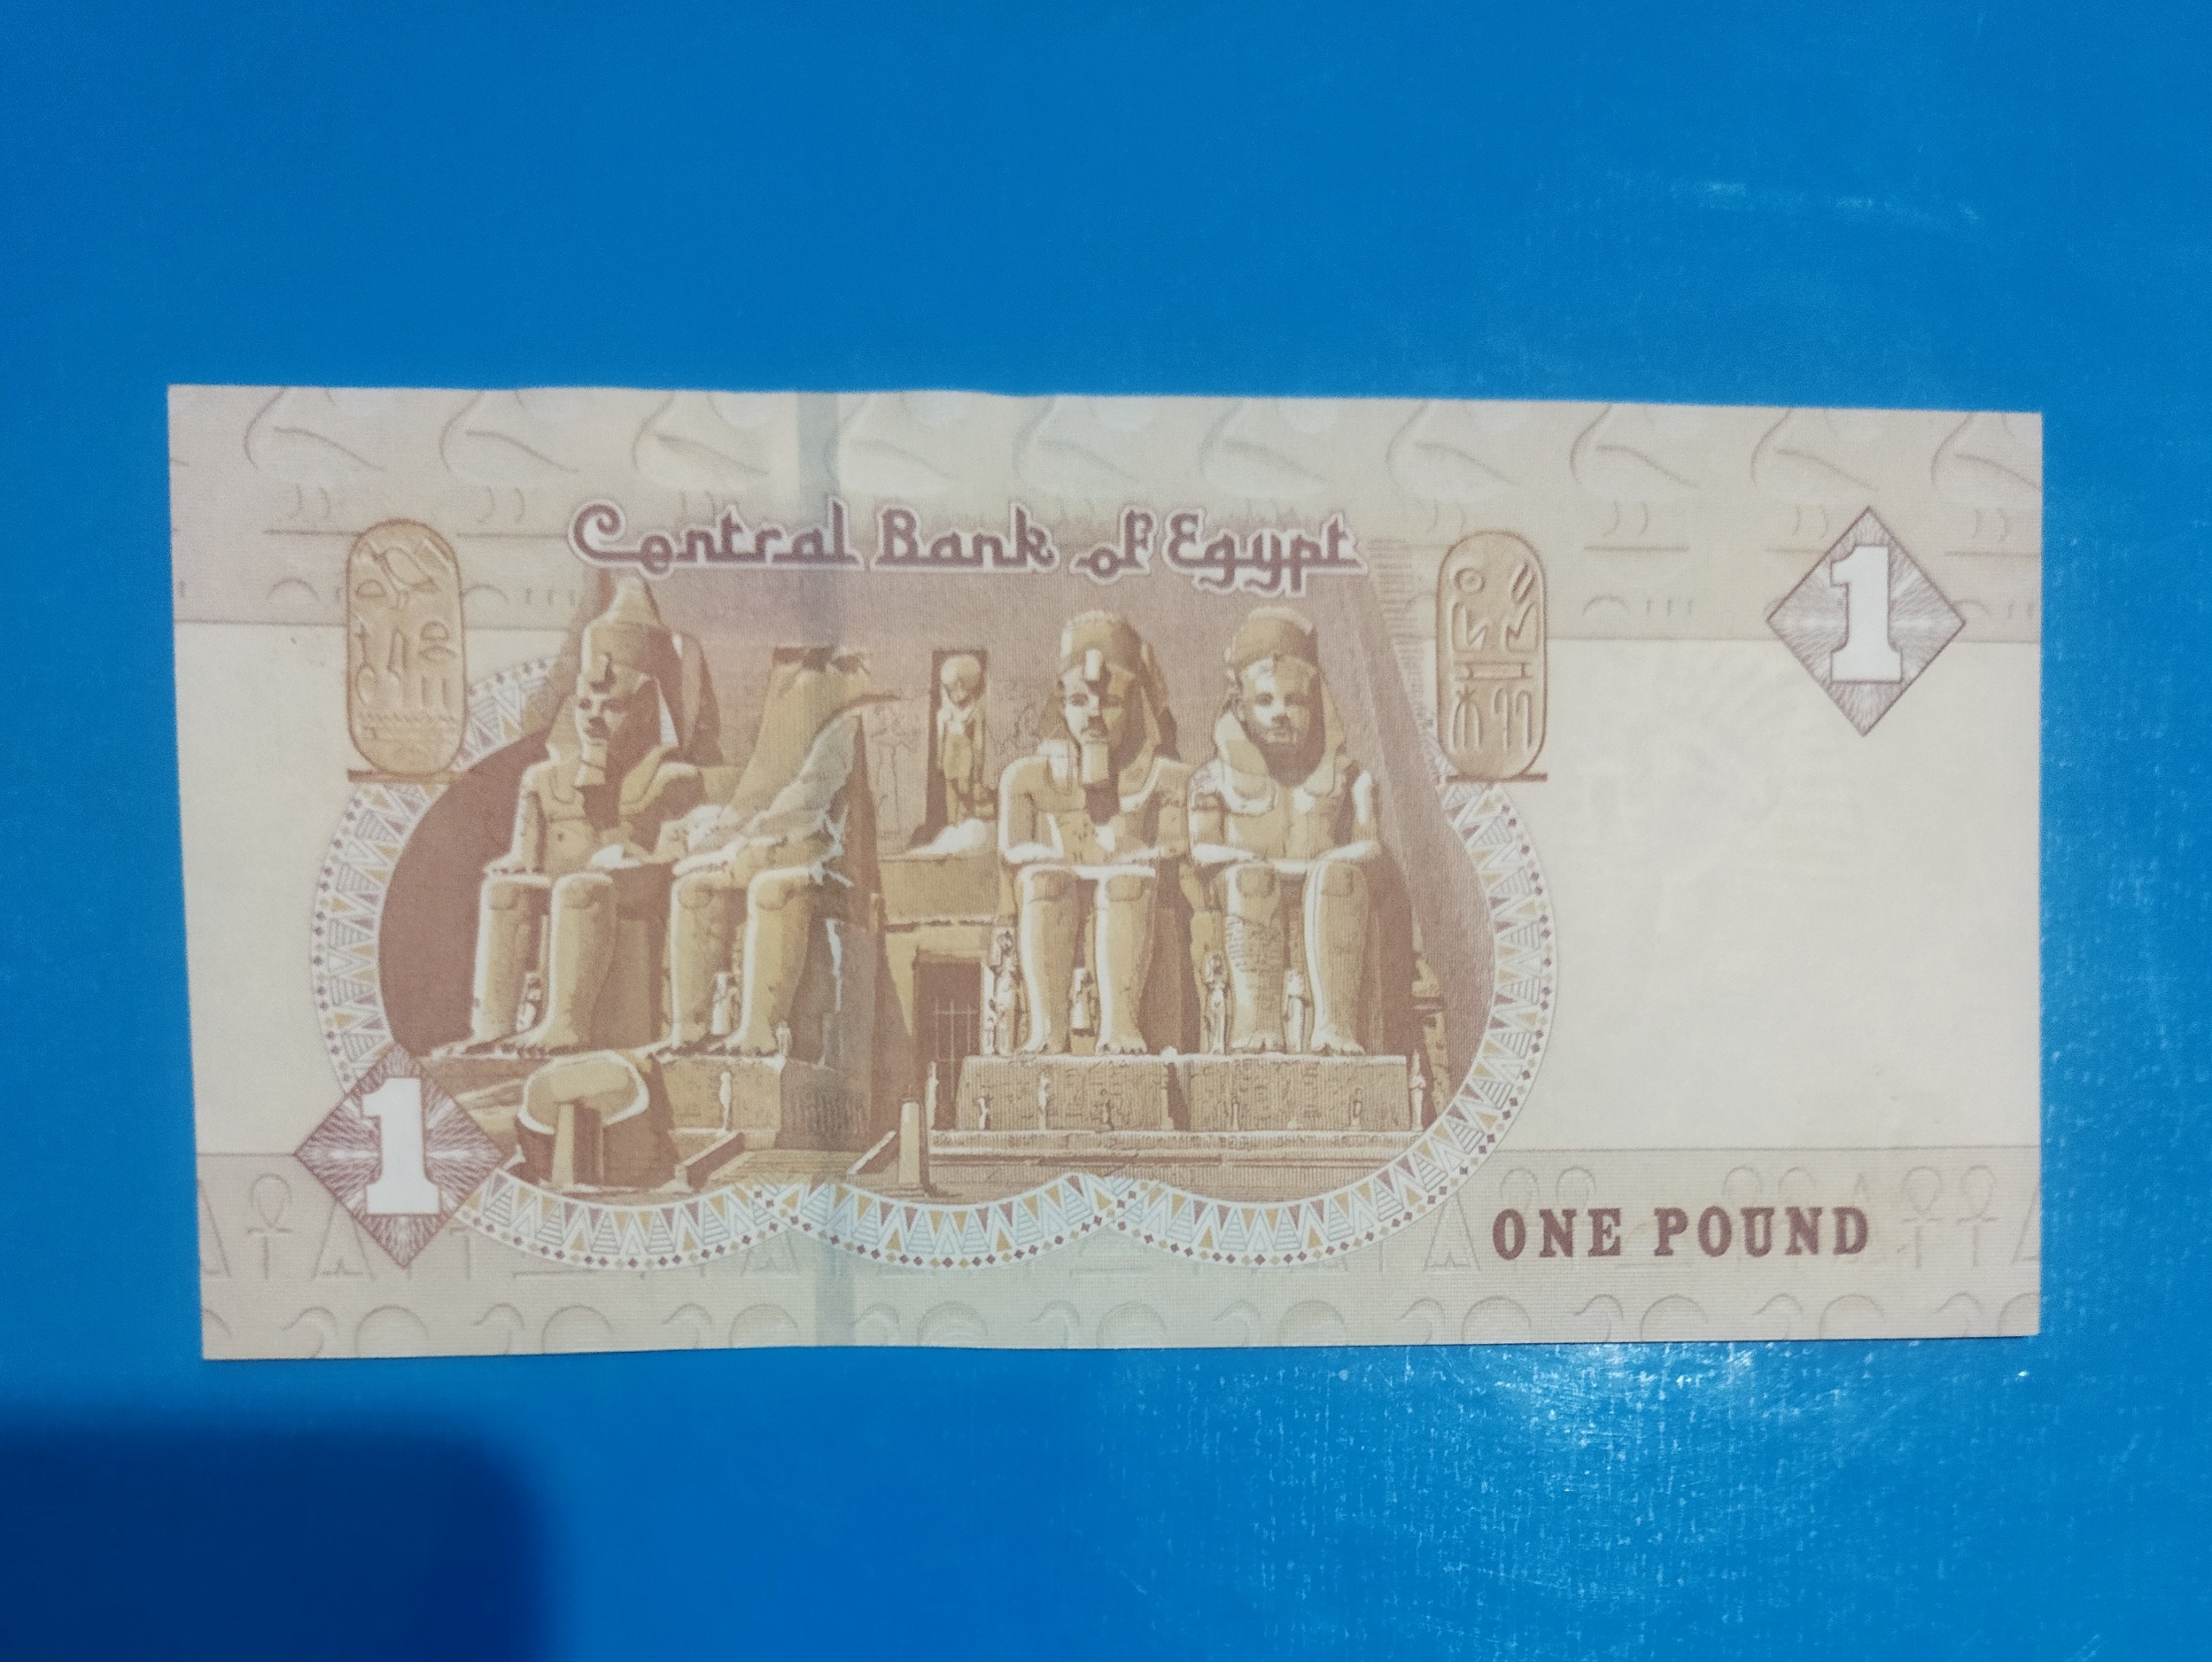 Central Bank of Egypt
1
1
ONE POUND